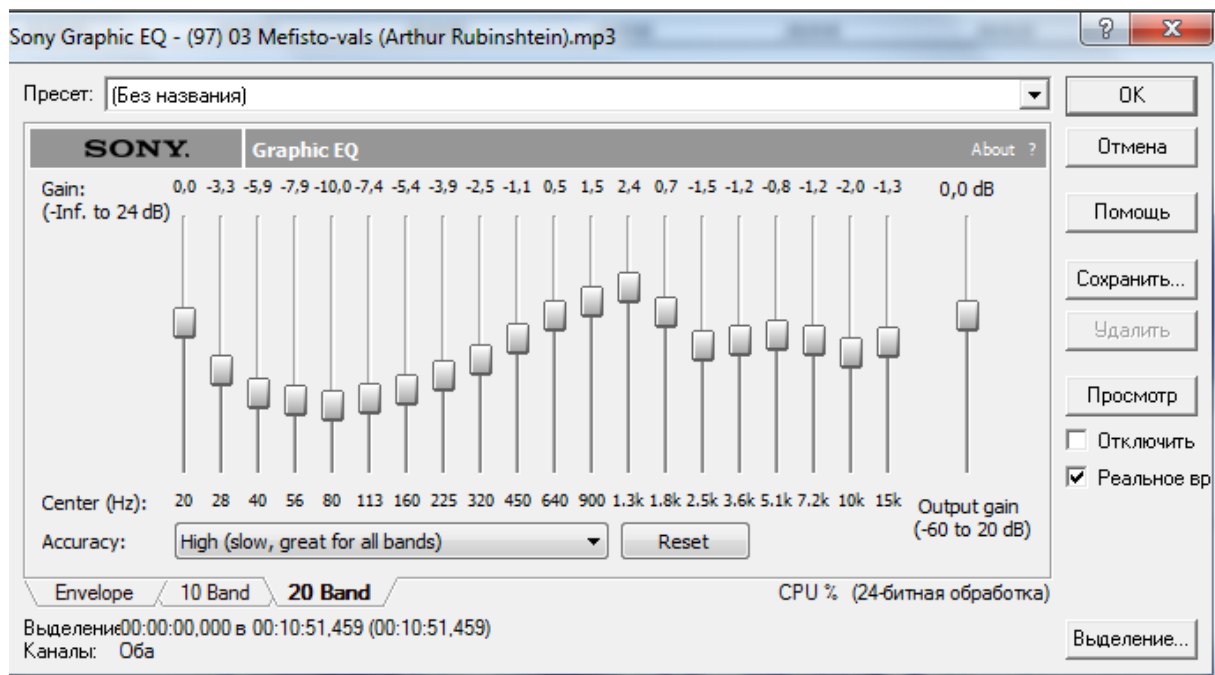 Sony Graphic EQ - (97) 03 Mefisto-vals (Arthur Rubinshtein).mp3
Пресет: (Без названия)
OK
SONY. Graphic EQ About ?
Отмена
Gain: 0,0 -3,3 -5,9 -7,9 -10,0 -7,4 -5,4 -3,9 -2,5 -1,1 0,5 1,5 2,4 0,7 -1,5 -1,2 -0,8 -1,2 -2,0 -1,3 0,0 dB
(-Inf. to 24 dB)
Помощь
Сохранить...
Удалить
Просмотр
Отключить
Реальное вр
Center (Hz): 20 28 40 56 80 113 160 225 320 450 640 900 1.3k 1.8k 2.5k 3.6k 5.1k 7.2k 10k 15k Output gain
(-60 to 20 dB)
Accuracy: High (slow, great for all bands) Reset
Envelope 10 Band 20 Band CPU % (24-битная обработка)
Выделение00:00:00,000 в 00:10:51,459 (00:10:51,459)
Каналы: Оба
Выделение...